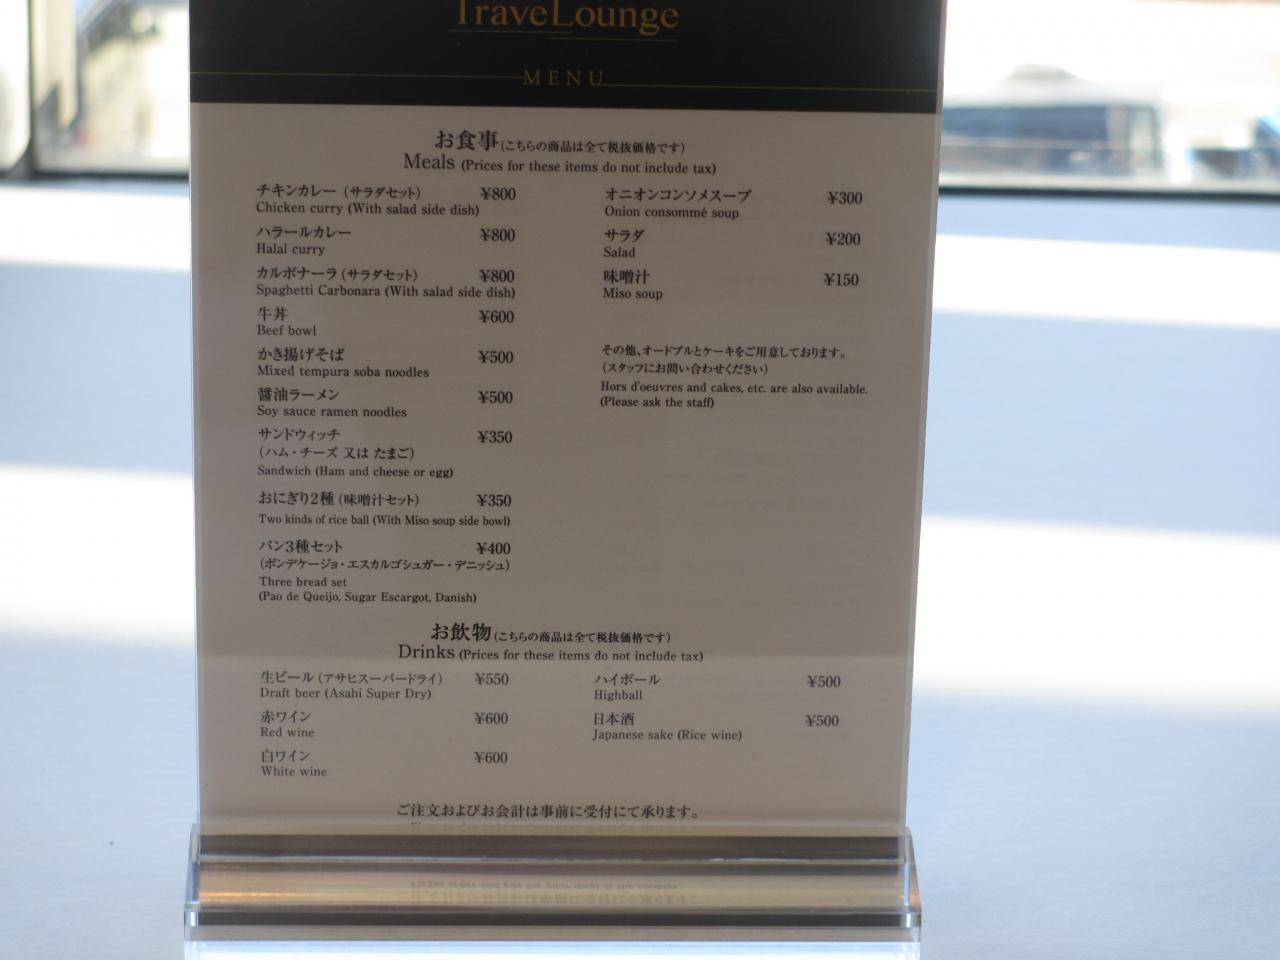 TraveLounge
MENU
お食事(こちらの商品は全て税抜価格です)
Meals (Prices for these items do not include tax)
チキンカレー（サラダセット） ¥800
Chicken curry (With salad side dish)
ハラールカレー ¥800
Halal curry
カルボナーラ（サラダセット） ¥800
Spaghetti Carbonara (With salad side dish)
牛丼 ¥600
Beef bowl
かき揚げそば ¥500
Mixed tempura soba noodles
醤油ラーメン ¥500
Soy sauce ramen noodles
サンドウィッチ ¥350
（ハム・チーズ 又は たまご）
Sandwich (Ham and cheese or egg)
おにぎり2種（味噌汁セット） ¥350
Two kinds of rice ball (With Miso soup side bowl)
パン3種セット ¥400
（ポンデケージョ・エスカルゴシュガー・デニッシュ）
Three bread set
(Pao de Queijo, Sugar Escargot, Danish)
オニオンコンソメスープ ¥300
Onion consommé soup
サラダ ¥200
Salad
味噌汁 ¥150
Miso soup
その他、オードブルとケーキをご用意しております。
（スタッフにお問い合わせください）
Hors d'oeuvres and cakes, etc. are also available.
(Please ask the staff)
お飲物(こちらの商品は全て税抜価格です)
Drinks (Prices for these items do not include tax)
生ビール（アサヒスーパードライ） ¥550
Draft beer (Asahi Super Dry)
赤ワイン ¥600
Red wine
白ワイン ¥600
White wine
ハイボール ¥500
Highball
日本酒 ¥500
Japanese sake (Rice wine)
ご注文およびお会計は事前に受付にて承ります。
Please order and pay for your meal at the counter.